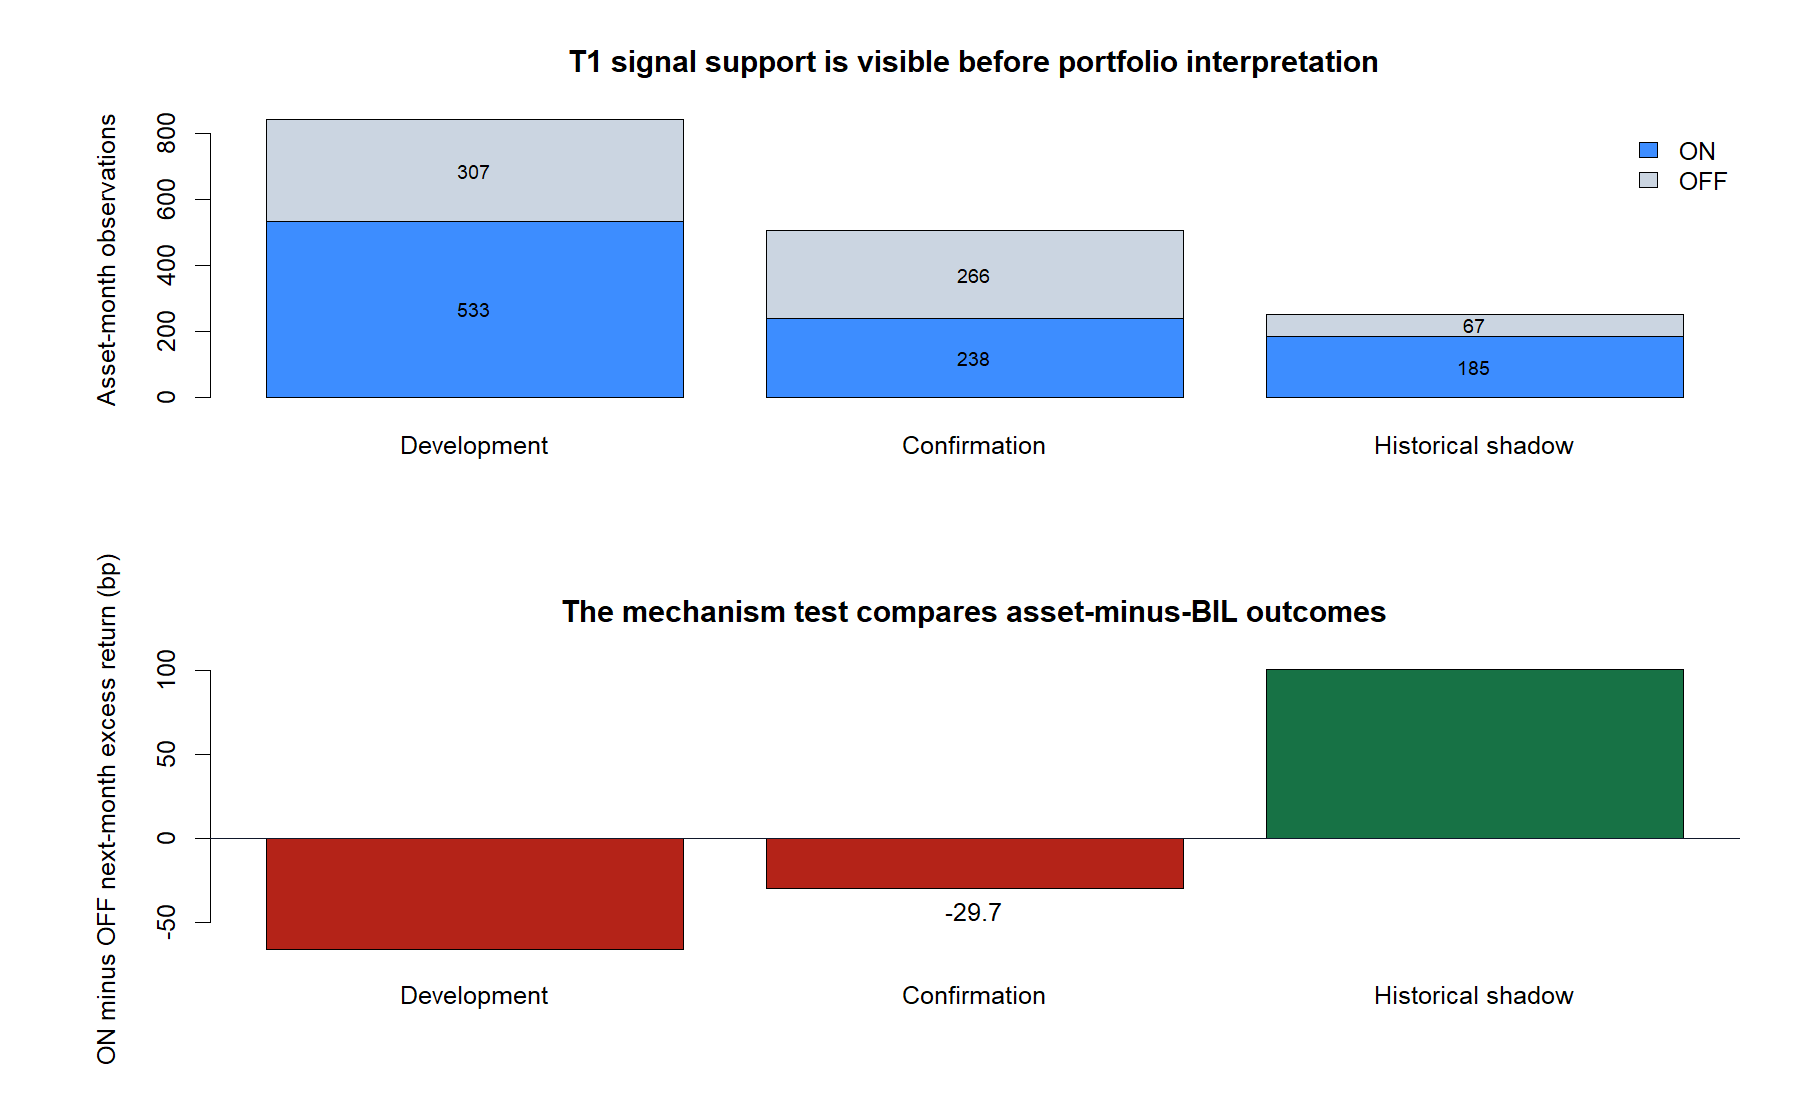 T1 signal support is visible before portfolio interpretation
Asset-month observations
800
600
400
200
0
ON
OFF
307
533
266
238
67
185
Development
Confirmation
Historical shadow
The mechanism test compares asset-minus-BIL outcomes
ON minus OFF next-month excess return (bp)
100
50
0
-50
-29.7
Development
Confirmation
Historical shadow